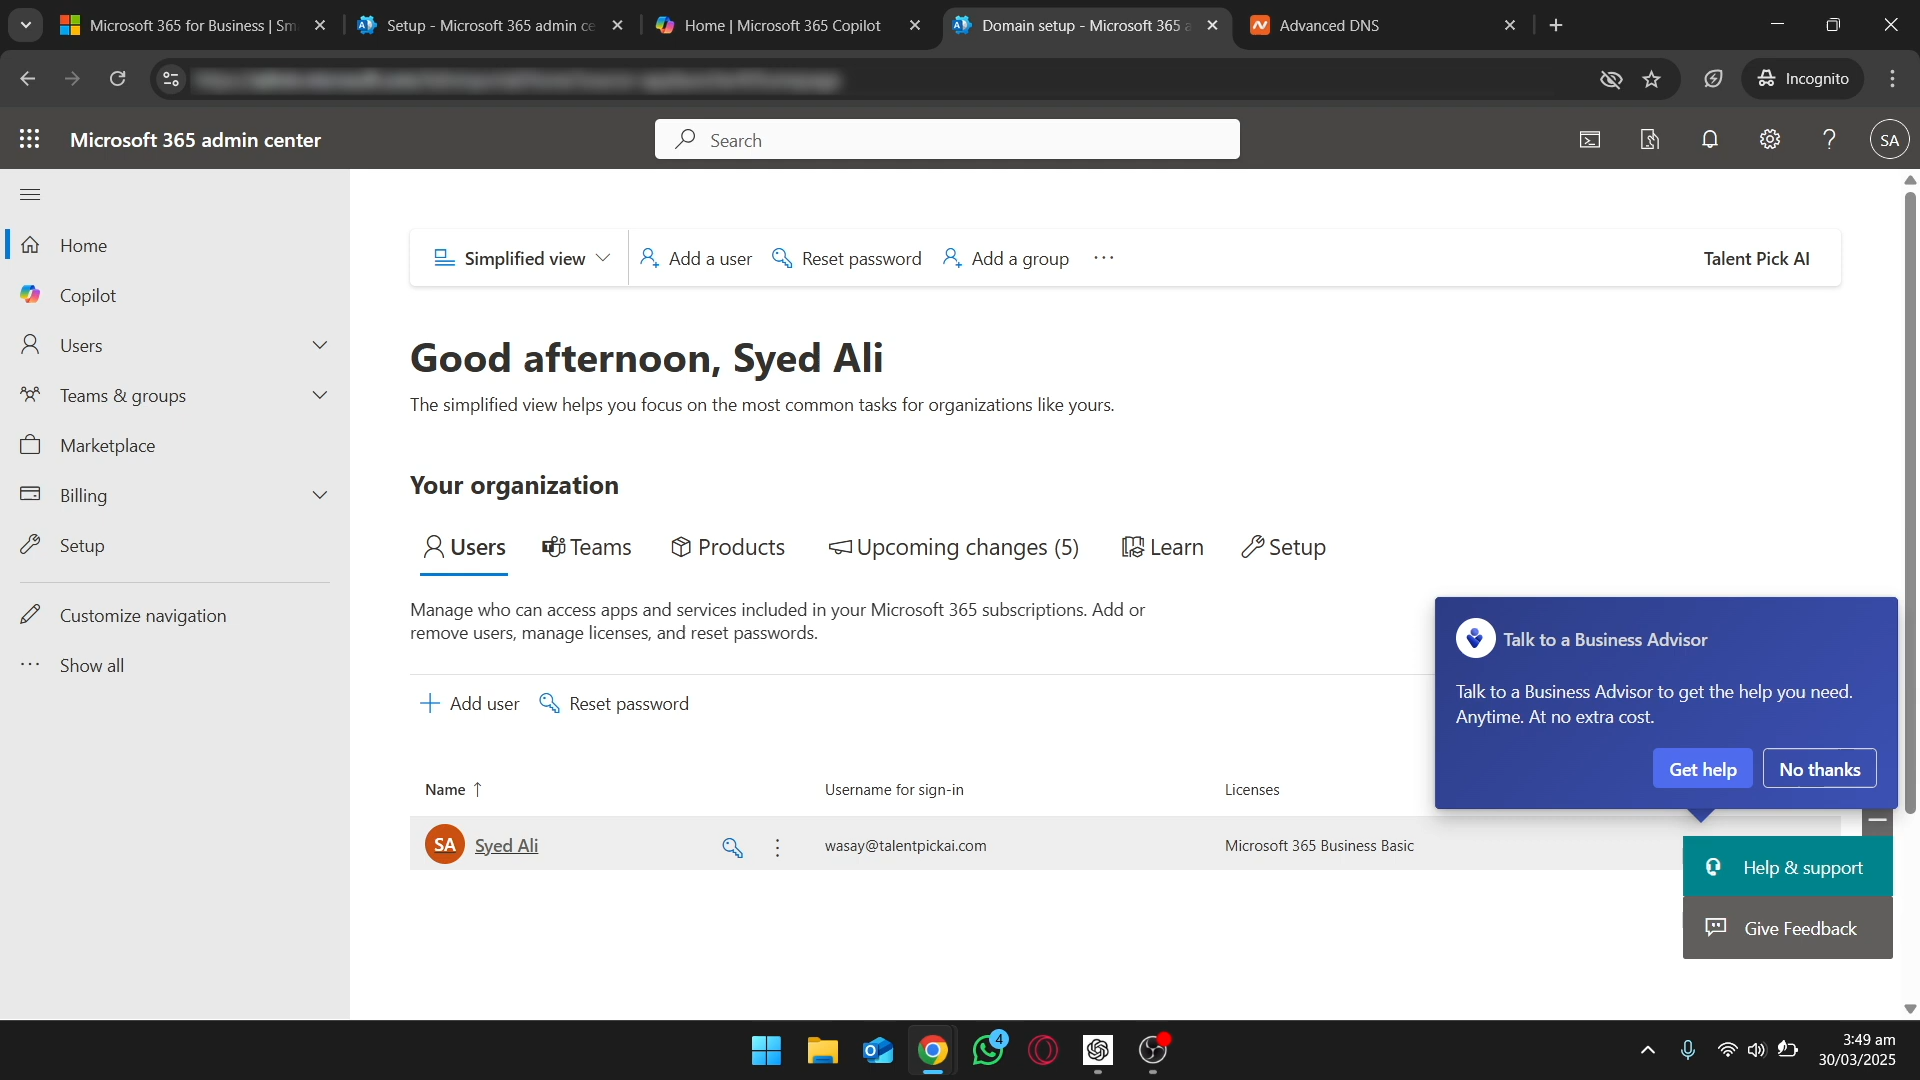 Microsoft 365 for Business | Sm
Setup - Microsoft 365 admin ce
Home | Microsoft 365 Copilot
Domain setup - Microsoft 365 a
Advanced DNS
Incognito
Microsoft 365 admin center
Search
SA
Home
Copilot
Users
Teams & groups
Marketplace
Billing
Setup
Customize navigation
Show all
Simplified view
Add a user
Reset password
Add a group
Talent Pick AI
Good afternoon, Syed Ali
The simplified view helps you focus on the most common tasks for organizations like yours.
Your organization
Users
Teams
Products
Upcoming changes (5)
Learn
Setup
Manage who can access apps and services included in your Microsoft 365 subscriptions. Add or
remove users, manage licenses, and reset passwords.
Add user
Reset password
Name ↑
Username for sign-in
Licenses
SA
Syed Ali
wasay@talentpickai.com
Microsoft 365 Business Basic
Talk to a Business Advisor
Talk to a Business Advisor to get the help you need.
Anytime. At no extra cost.
Get help
No thanks
Help & support
Give Feedback
4
3:49 am
30/03/2025